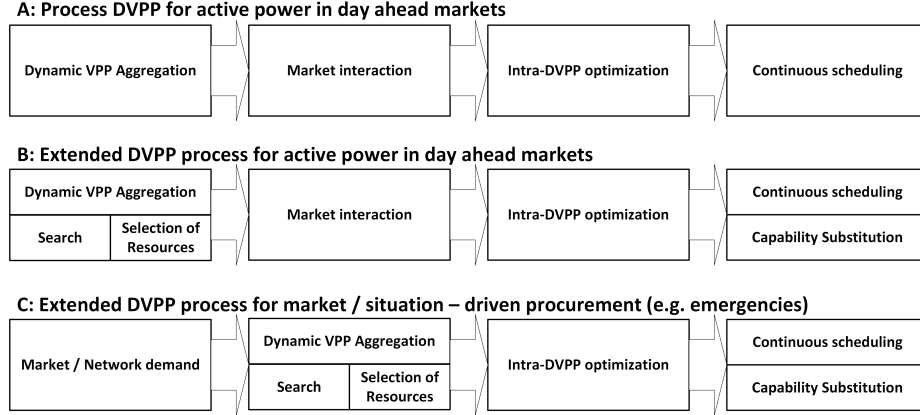 A: Process DVPP for active power in day ahead markets
Dynamic VPP Aggregation
Market interaction
Intra-DVPP optimization
Continuous scheduling
B: Extended DVPP process for active power in day ahead markets
Dynamic VPP Aggregation
Search
Selection of
Resources
Market interaction
Intra-DVPP optimization
Continuous scheduling
Capability Substitution
C: Extended DVPP process for market / situation – driven procurement (e.g. emergencies)
Market / Network demand
Dynamic VPP Aggregation
Search
Selection of
Resources
Intra-DVPP optimization
Continuous scheduling
Capability Substitution